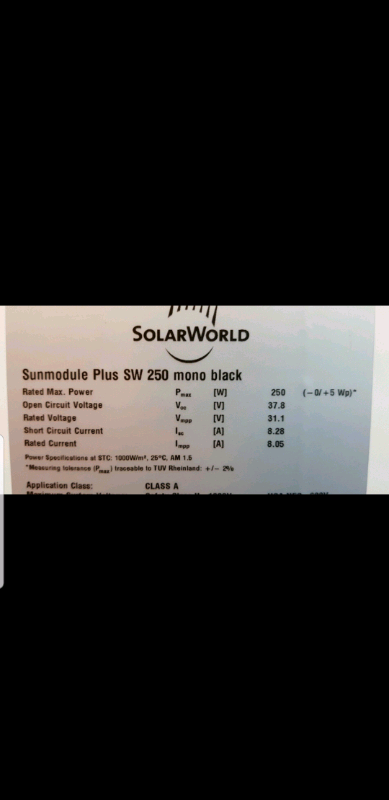 SOLARWORLD
Sunmodule Plus SW 250 mono black
Rated Max. Power Pmax [W] 250 (−0/+5 Wp)*
Open Circuit Voltage Voc [V] 37.8
Rated Voltage Vmpp [V] 31.1
Short Circuit Current Isc [A] 8.28
Rated Current Impp [A] 8.05
Power Specifications at STC: 1000W/m², 25°C, AM 1.5
*Measuring tolerance (Pmax) traceable to TUV Rheinland: +/− 2%
Application Class: CLASS A